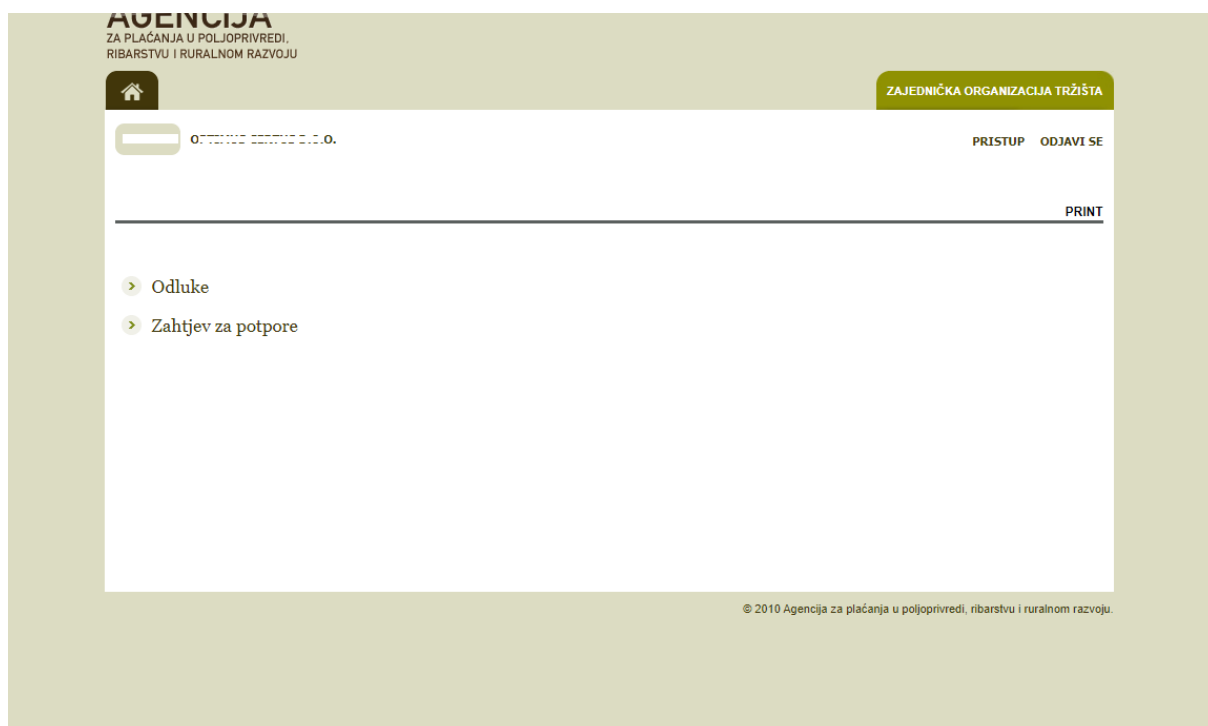 AGENCIJA
ZA PLAĆANJA U POLJOPRIVREDI,
RIBARSTVU I RURALNOM RAZVOJU
ZAJEDNIČKA ORGANIZACIJA TRŽIŠTA
PRISTUP ODJAVI SE
PRINT
Odluke
Zahtjev za potpore
© 2010 Agencija za plaćanja u poljoprivredi, ribarstvu i ruralnom razvoju.